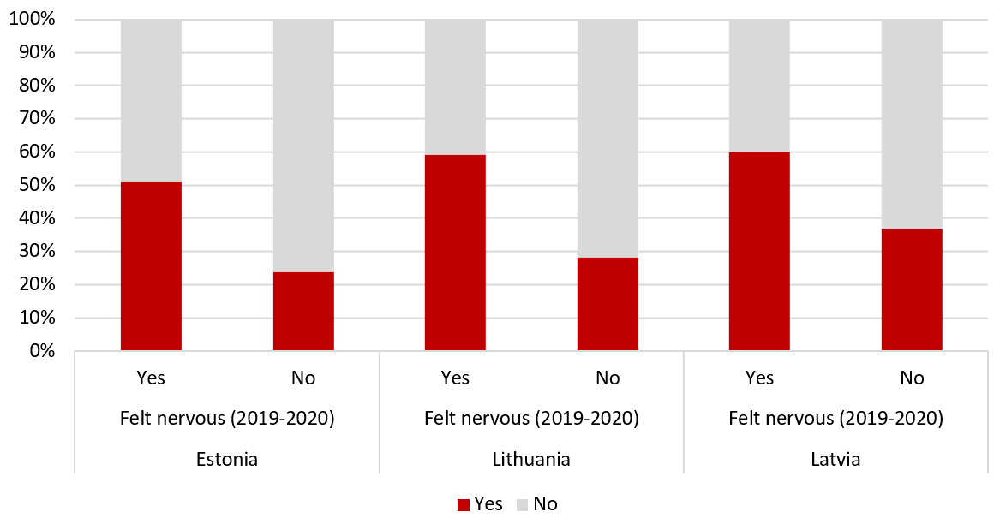 100%
90%
80%
70%
60%
50%
40%
30%
20%
10%
0%
Yes No Yes No Yes No
Felt nervous (2019-2020) Felt nervous (2019-2020) Felt nervous (2019-2020)
Estonia Lithuania Latvia
Yes No